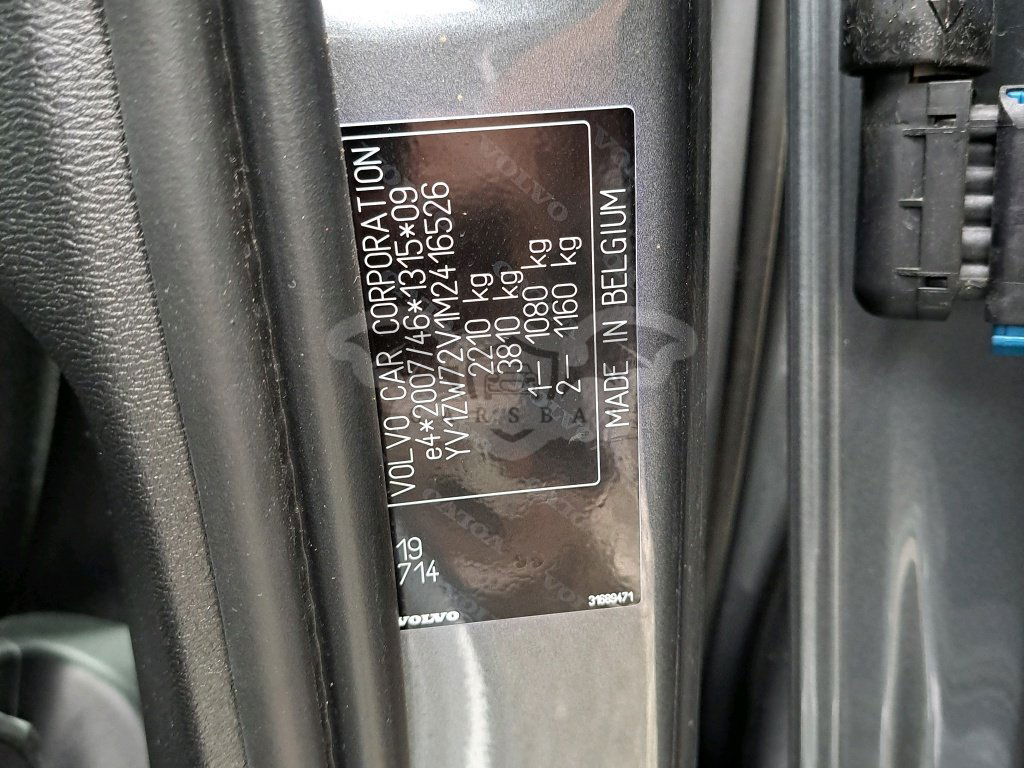 VOLVO CAR CORPORATION
e4*2007/46*1315*09
YV1ZW72V1M2416526
2210 kg
3810 kg
1— 1080 kg
2— 1160 kg
MADE IN BELGIUM
19
714
VOLVO
31689471
RSBA